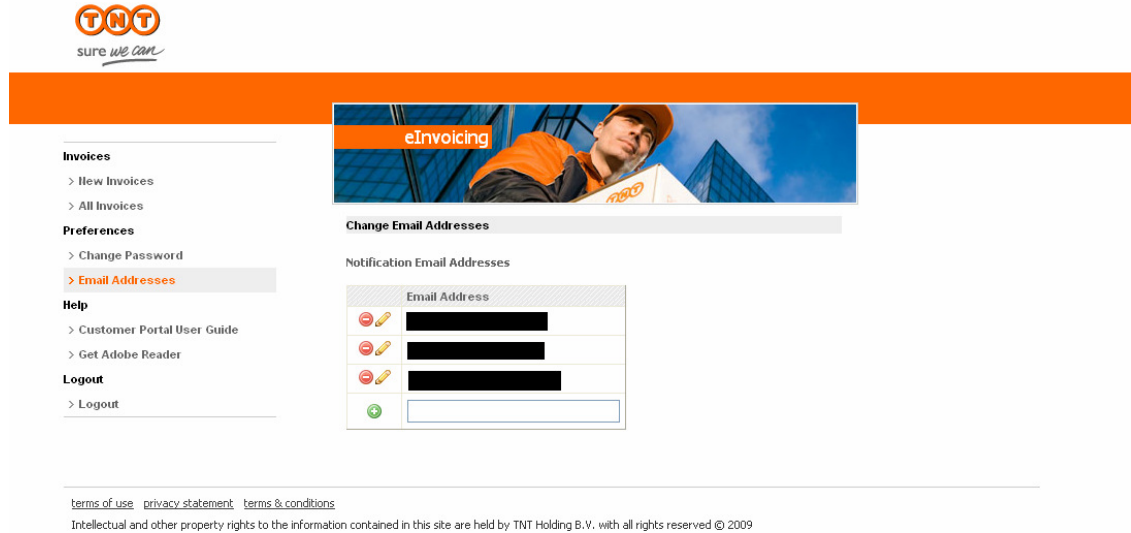 TNT
sure we can
eInvoicing
TNT
Invoices
> New Invoices
> All Invoices
Preferences
> Change Password
> Email Addresses
Help
> Customer Portal User Guide
> Get Adobe Reader
Logout
> Logout
Change Email Addresses
Notification Email Addresses
Email Address
terms of use privacy statement terms & conditions
Intellectual and other property rights to the information contained in this site are held by TNT Holding B.V. with all rights reserved © 2009